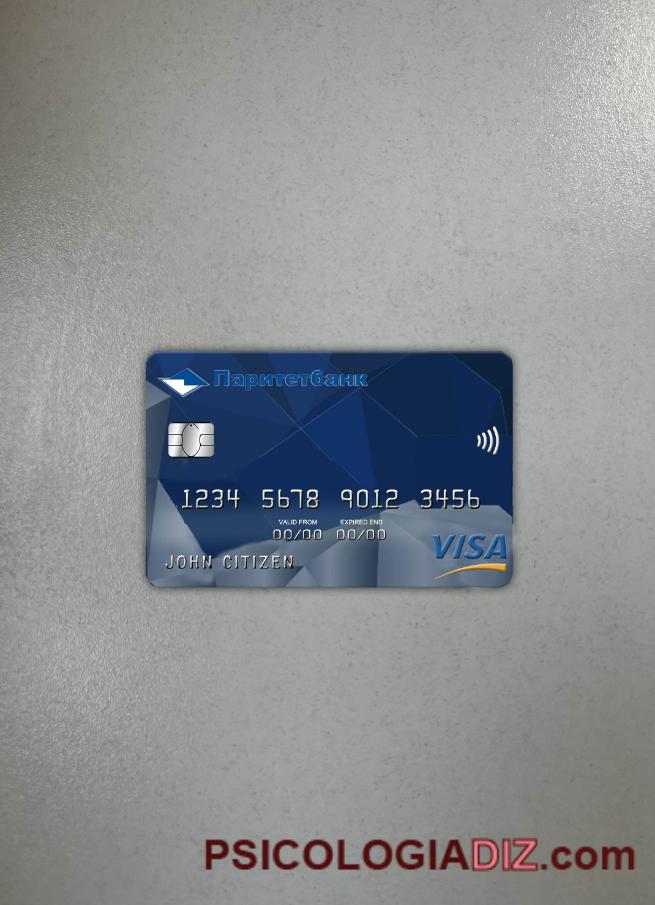 Паритетбанк
1234 5678 9012 3456
VALID FROM EXPIRED END
00/00 00/00
JOHN CITIZEN
VISA
PSICOLOGIADIZ.com